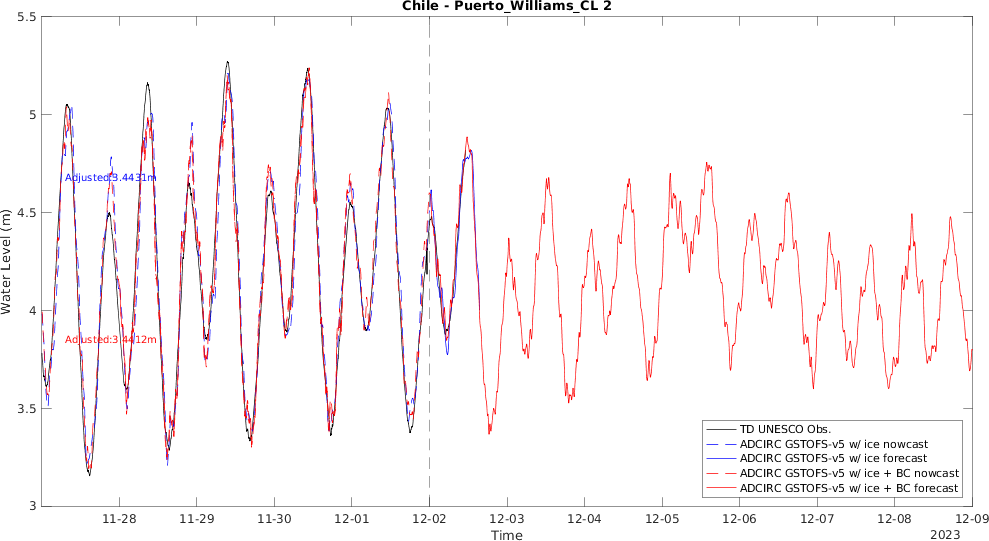 Chile - Puerto_Williams_CL 2
5.5
5
4.5
4
3.5
3
Water Level (m)
Adjusted:3.4431m
Adjusted:3.4412m
TD UNESCO Obs.
ADCIRC GSTOFS-v5 w/ ice nowcast
ADCIRC GSTOFS-v5 w/ ice forecast
ADCIRC GSTOFS-v5 w/ ice + BC nowcast
ADCIRC GSTOFS-v5 w/ ice + BC forecast
11-28 11-29 11-30 12-01 12-02 12-03 12-04 12-05 12-06 12-07 12-08 12-09
Time
2023